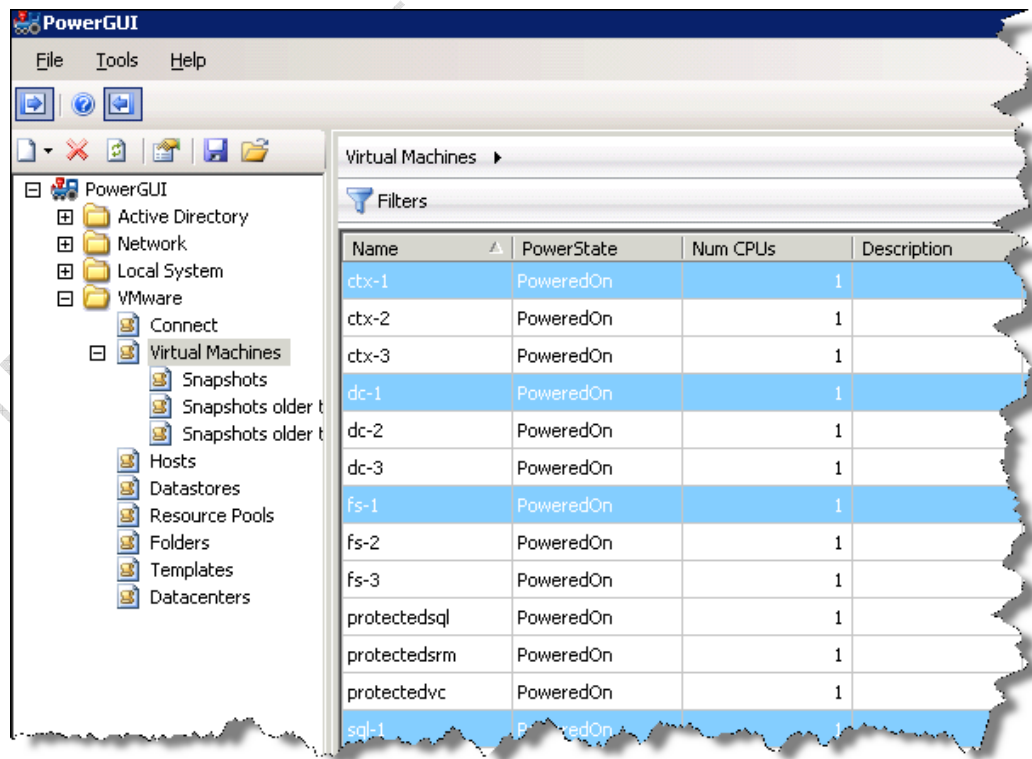 PowerGUI
File Tools Help
Virtual Machines
Filters
PowerGUI
Active Directory
Network
Local System
VMware
Connect
Virtual Machines
Snapshots
Snapshots older t
Snapshots older t
Hosts
Datastores
Resource Pools
Folders
Templates
Datacenters
Name PowerState Num CPUs Description
ctx-1 PoweredOn 1
ctx-2 PoweredOn 1
ctx-3 PoweredOn 1
dc-1 PoweredOn 1
dc-2 PoweredOn 1
dc-3 PoweredOn 1
fs-1 PoweredOn 1
fs-2 PoweredOn 1
fs-3 PoweredOn 1
protectedsql PoweredOn 1
protectedsrm PoweredOn 1
protectedvc PoweredOn 1
sql-1 PoweredOn 1